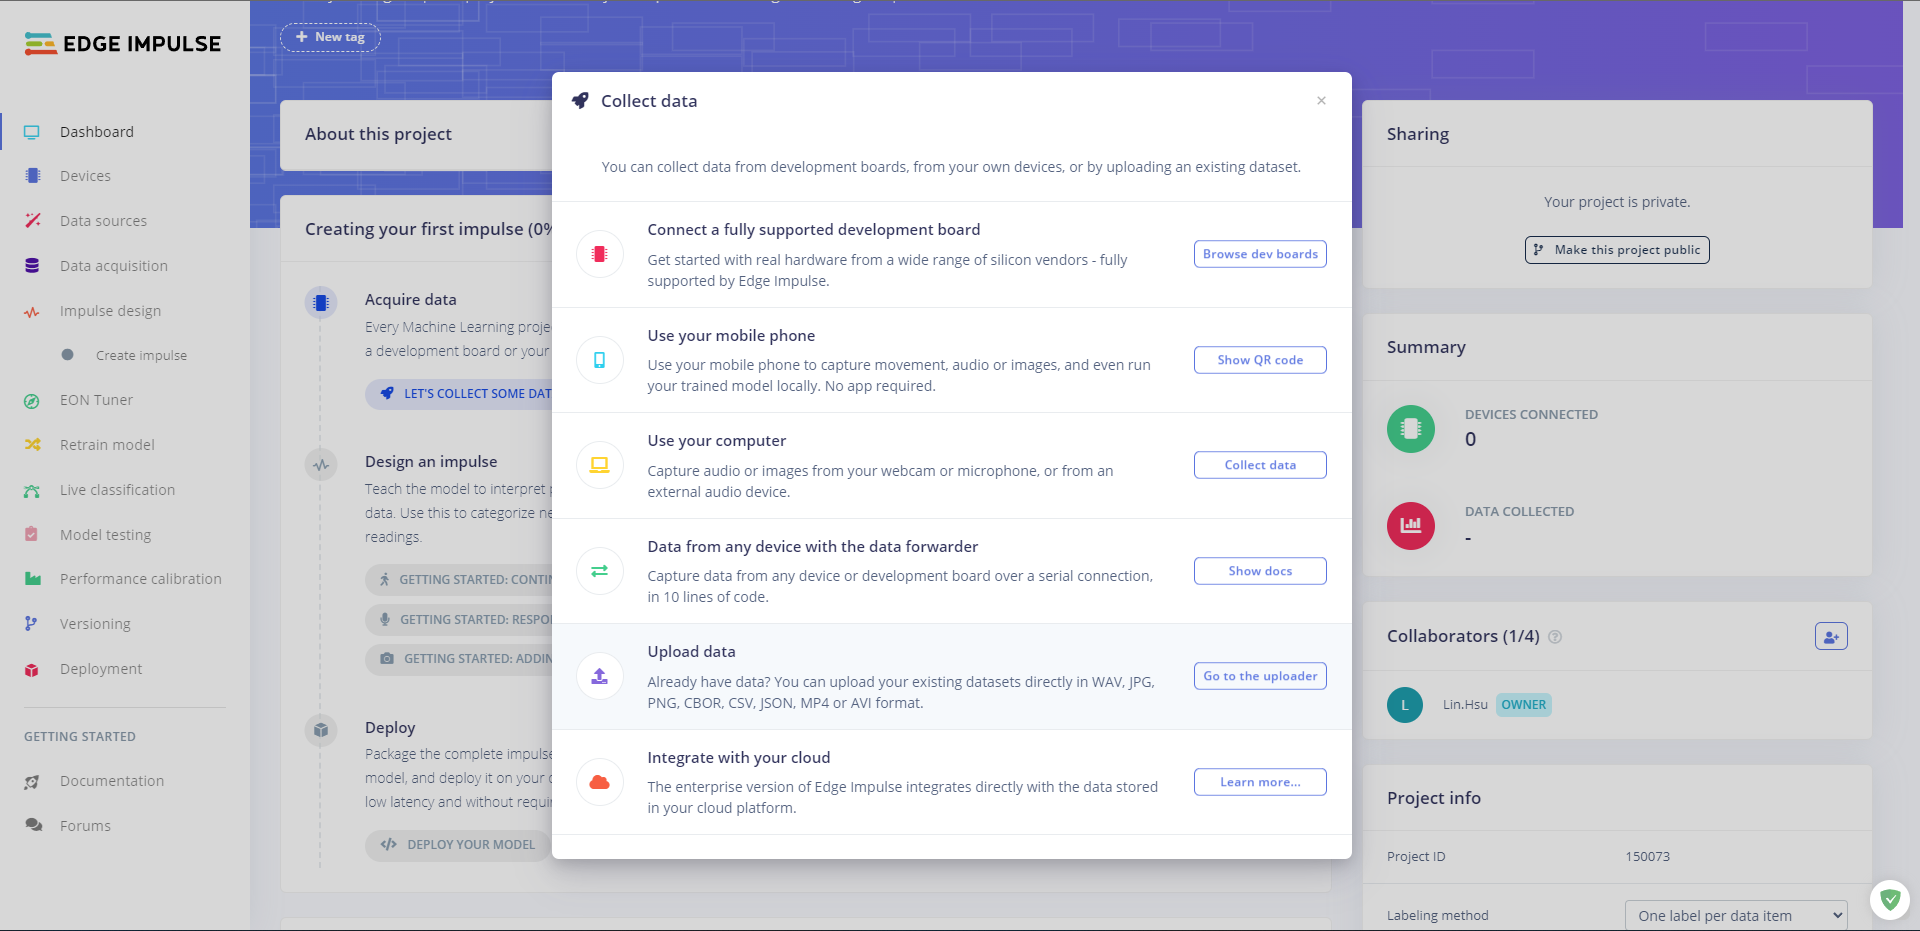 EDGE IMPULSE
Dashboard
Devices
Data sources
Data acquisition
Impulse design
Create impulse
EON Tuner
Retrain model
Live classification
Model testing
Performance calibration
Versioning
Deployment
GETTING STARTED
Documentation
Forums
+ New tag
About this project
Creating your first impulse (0%
Acquire data
Every Machine Learning proje
a development board or your
LET'S COLLECT SOME DAT
Design an impulse
Teach the model to interpret
data. Use this to categorize ne
readings.
GETTING STARTED: CONTIN
GETTING STARTED: RESPO
GETTING STARTED: ADDIN
Deploy
Package the complete impulse
model, and deploy it on your
low latency and without requi
DEPLOY YOUR MODEL
Collect data
×
You can collect data from development boards, from your own devices, or by uploading an existing dataset.
Connect a fully supported development board
Get started with real hardware from a wide range of silicon vendors - fully
supported by Edge Impulse.
Browse dev boards
Use your mobile phone
Use your mobile phone to capture movement, audio or images, and even run
your trained model locally. No app required.
Show QR code
Use your computer
Capture audio or images from your webcam or microphone, or from an
external audio device.
Collect data
Data from any device with the data forwarder
Capture data from any device or development board over a serial connection,
in 10 lines of code.
Show docs
Upload data
Already have data? You can upload your existing datasets directly in WAV, JPG,
PNG, CBOR, CSV, JSON, MP4 or AVI format.
Go to the uploader
Integrate with your cloud
The enterprise version of Edge Impulse integrates directly with the data stored
in your cloud platform.
Learn more...
Sharing
Your project is private.
Make this project public
Summary
DEVICES CONNECTED
0
DATA COLLECTED
-
Collaborators (1/4) ?
L Lin.Hsu OWNER
Project info
Project ID 150073
Labeling method One label per data item